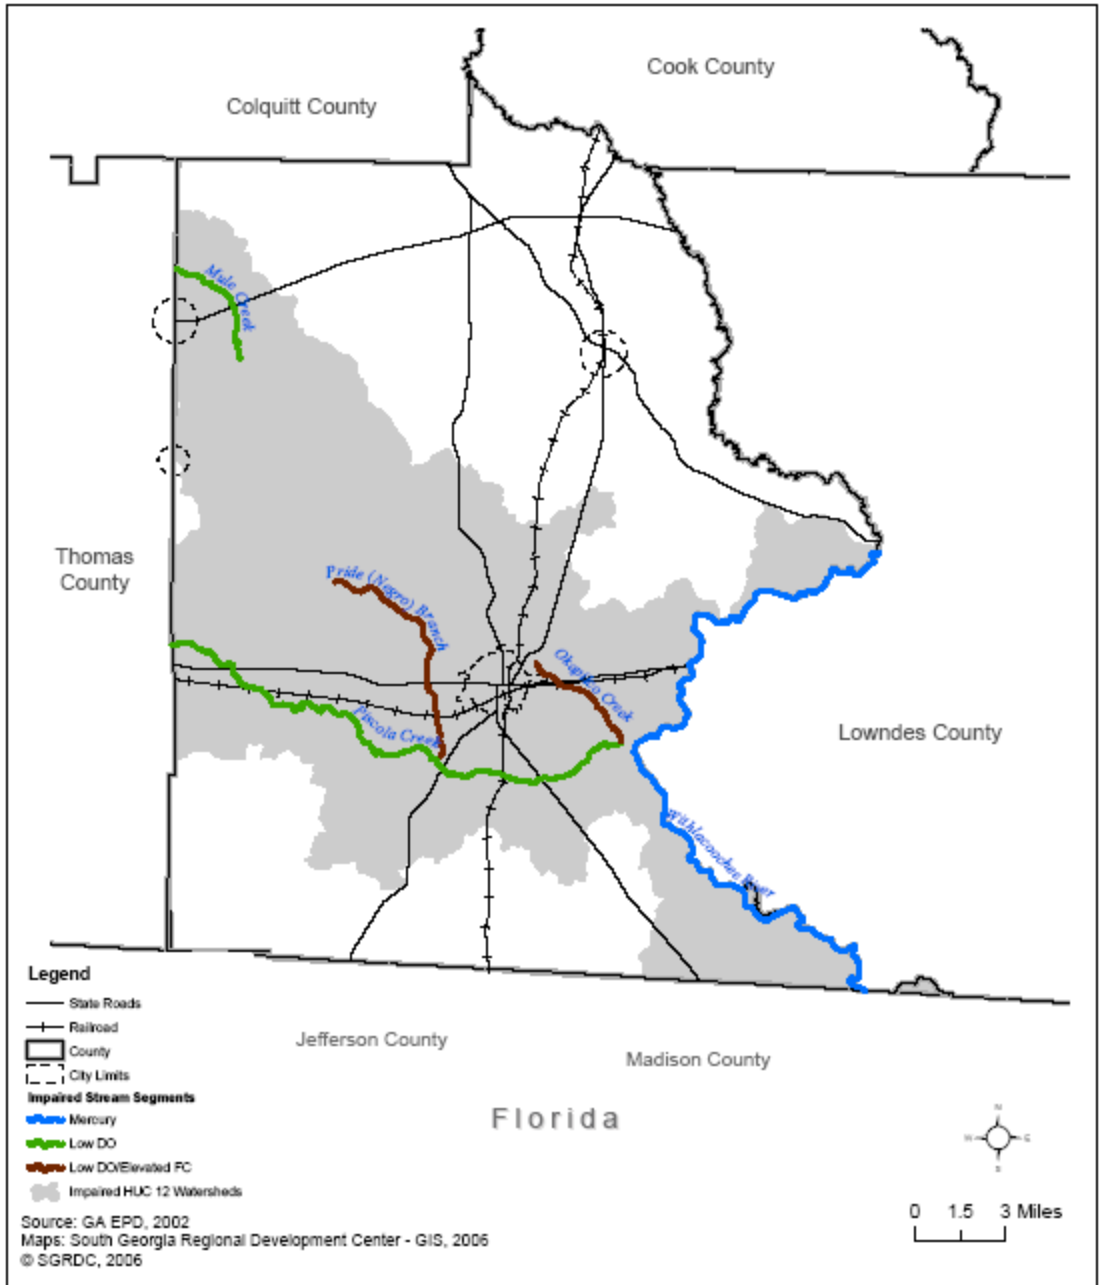 Cook County
Colquitt County
Mule Creek
Thomas
County
Pride (Negro) Branch
Okapilco Creek
Piscola Creek
Lowndes County
Withlacoochee River
Legend
State Roads
Railroad
County
City Limits
Impaired Stream Segments
Mercury
Low DO
Low DO/Elevated FC
Impaired HUC 12 Watersheds
Jefferson County
Madison County
Florida
N
E
S
0 1.5 3 Miles
Source: GA EPD, 2002
Maps: South Georgia Regional Development Center - GIS, 2006
© SGRDC, 2006